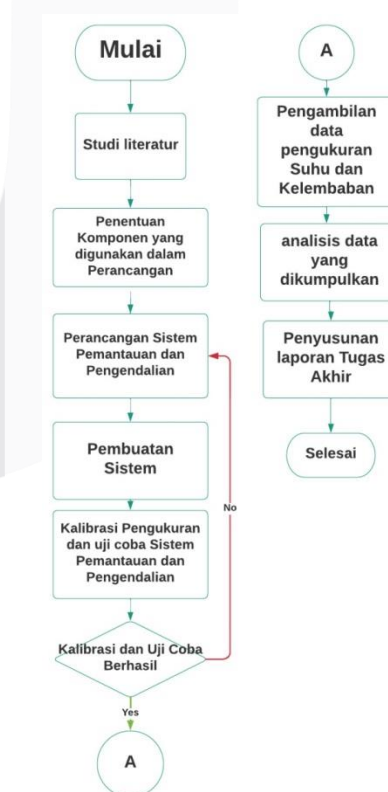 Mulai
Studi literatur
Penentuan
Komponen yang
digunakan dalam
Perancangan
Perancangan Sistem
Pemantauan dan
Pengendalian
Pembuatan
Sistem
Kalibrasi Pengukuran
dan uji coba Sistem
Pemantauan dan
Pengendalian
No
Kalibrasi dan Uji Coba
Berhasil
Yes
A
A
Pengambilan
data
pengukuran
Suhu dan
Kelembaban
analisis data
yang
dikumpulkan
Penyusunan
laporan Tugas
Akhir
Selesai